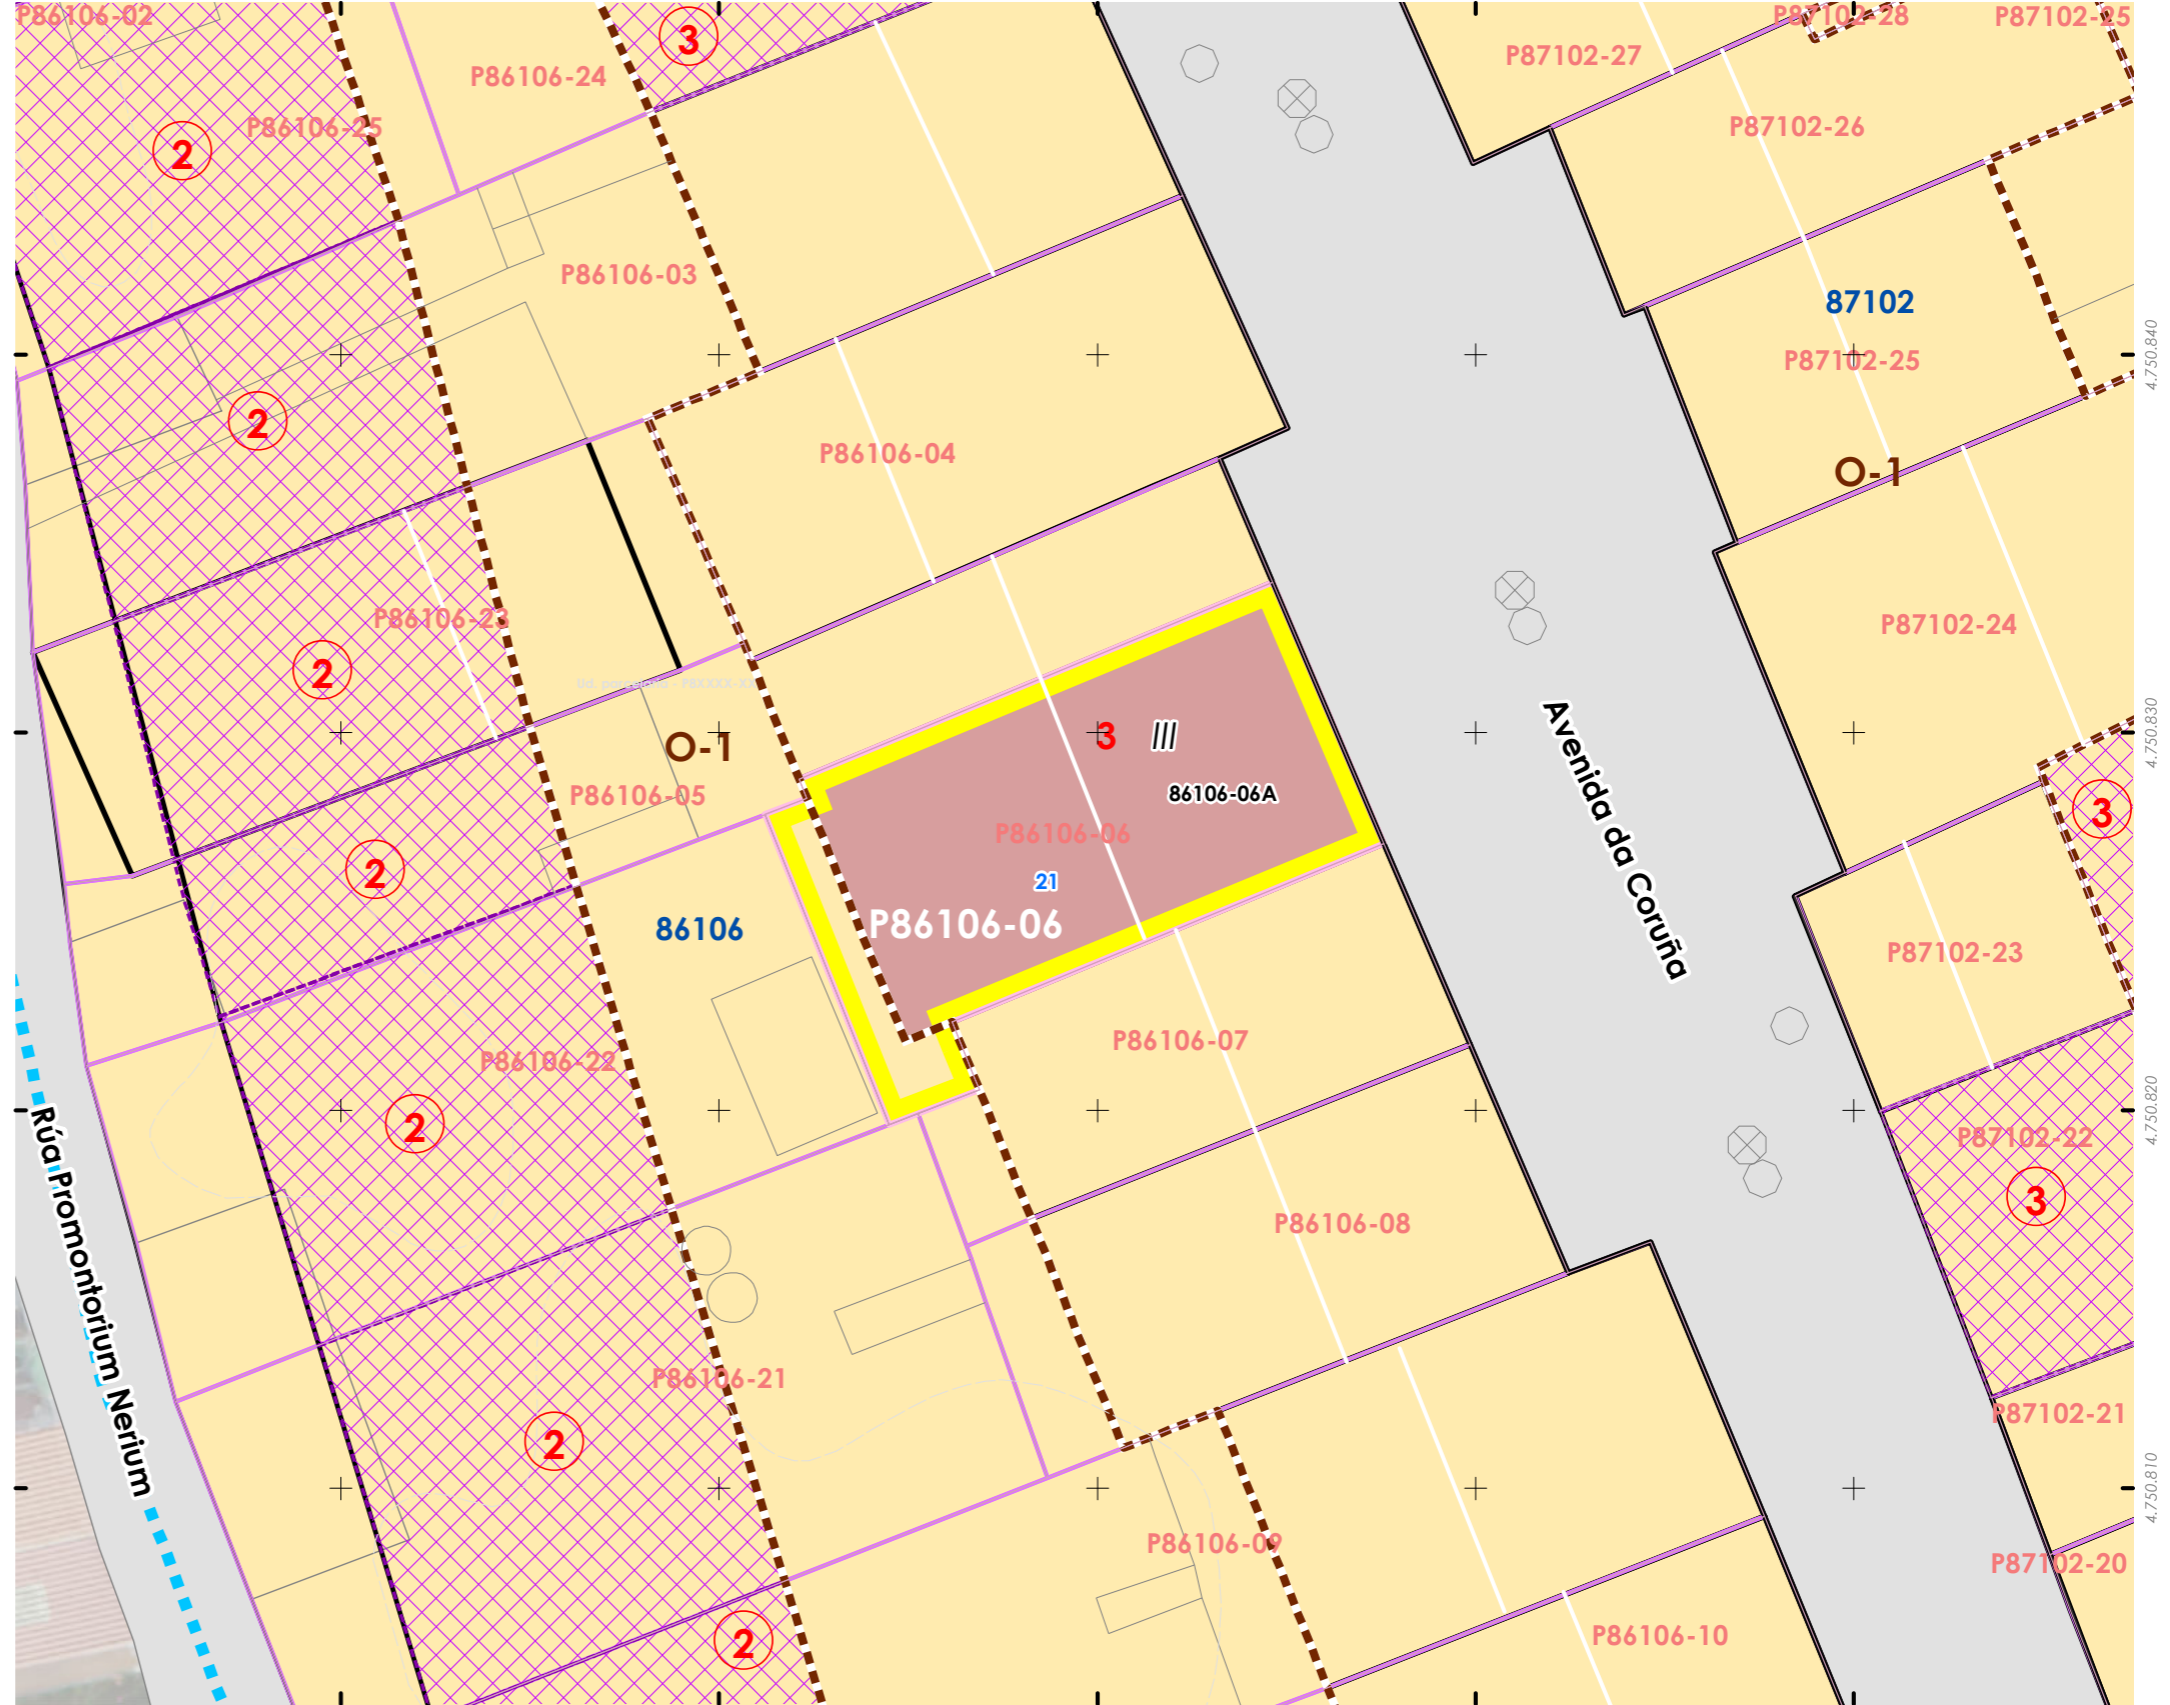 P86106-02
3
P87102-28
P87102-25
P87102-27
P86106-24
P86106-25
P87102-26
2
P86106-03
87102
P87102-25
4.750.840
2
P86106-04
O-1
P86106-23
P87102-24
2
3
///
O-1
4.750.830
86106-06A
P86106-05
Avenida da Coruña
3
P86106-06
2
21
P86106-06
86106
P87102-23
P86106-07
P86106-22
4.750.820
2
P87102-22
3
P86106-08
Rúa Promontorium Nerium
P86106-21
P87102-21
2
4.750.810
P86106-09
P87102-20
2
P86106-10